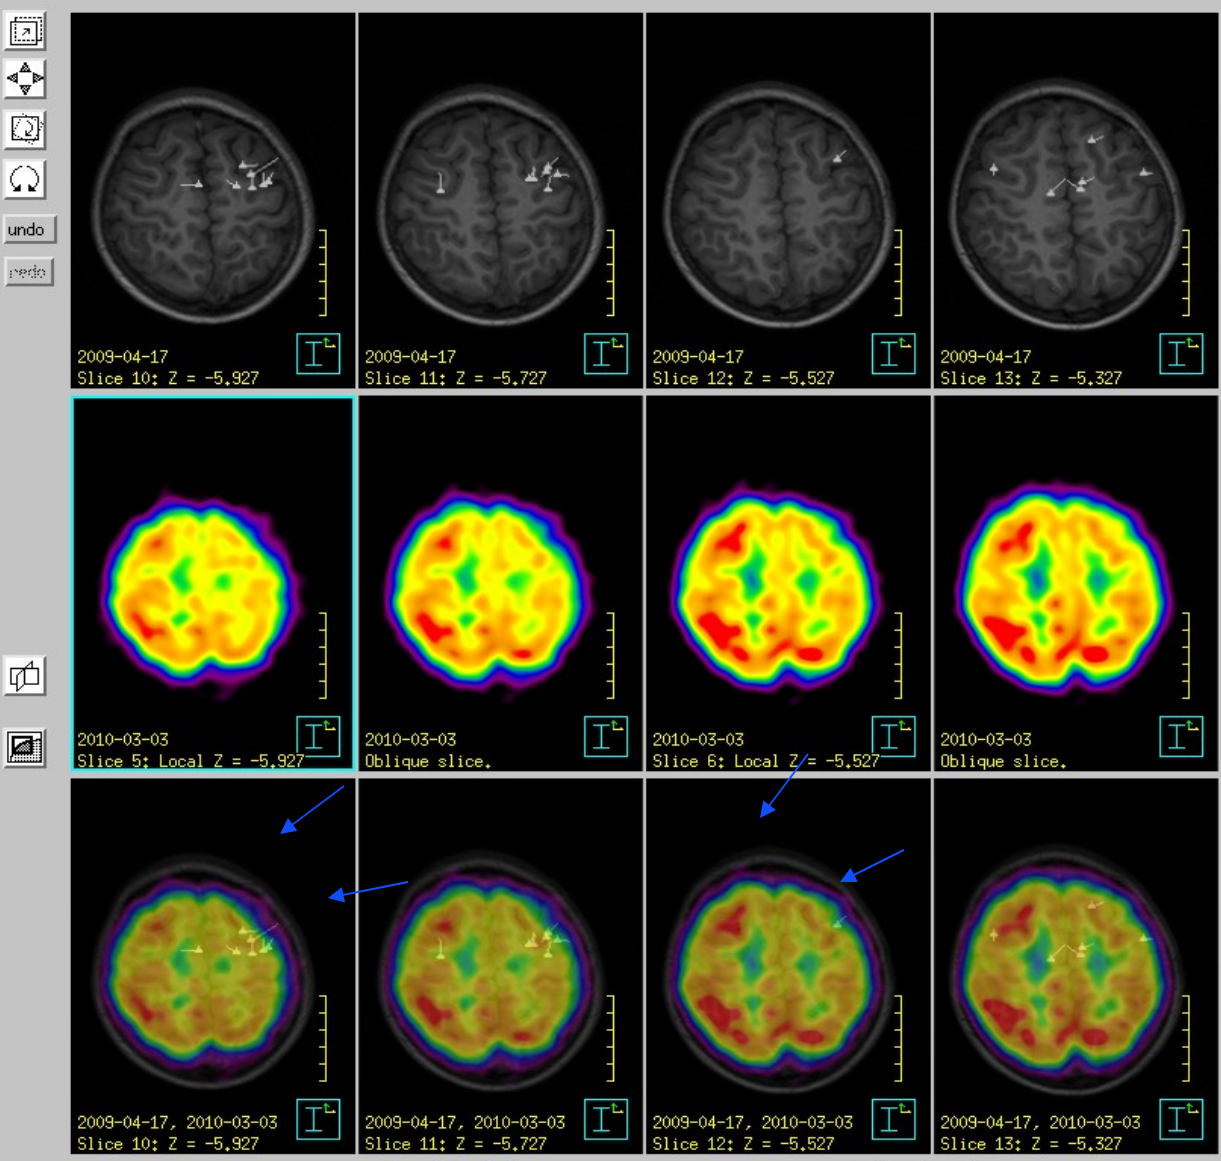 undo
redo
2009-04-17
Slice 10: Z = -5.927
2009-04-17
Slice 11: Z = -5.727
2009-04-17
Slice 12: Z = -5.527
2009-04-17
Slice 13: Z = -5.327
2010-03-03
Slice 5: Local Z = -5.927
2010-03-03
Oblique slice.
2010-03-03
Slice 6: Local Z = -5.527
2010-03-03
Oblique slice.
2009-04-17, 2010-03-03
Slice 10: Z = -5.927
2009-04-17, 2010-03-03
Slice 11: Z = -5.727
2009-04-17, 2010-03-03
Slice 12: Z = -5.527
2009-04-17, 2010-03-03
Slice 13: Z = -5.327